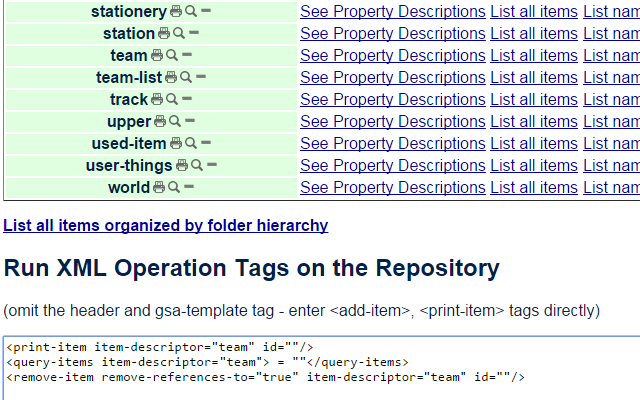 stationery See Property Descriptions List all items List nam
station See Property Descriptions List all items List nam
team See Property Descriptions List all items List nam
team-list See Property Descriptions List all items List nam
track See Property Descriptions List all items List nam
upper See Property Descriptions List all items List nam
used-item See Property Descriptions List all items List nam
user-things See Property Descriptions List all items List nam
world See Property Descriptions List all items List nam
List all items organized by folder hierarchy
Run XML Operation Tags on the Repository
(omit the header and gsa-template tag - enter <add-item>, <print-item> tags directly)
<print-item item-descriptor="team" id=""/>
<query-items item-descriptor="team"> = ""</query-items>
<remove-item remove-references-to="true" item-descriptor="team" id=""/>